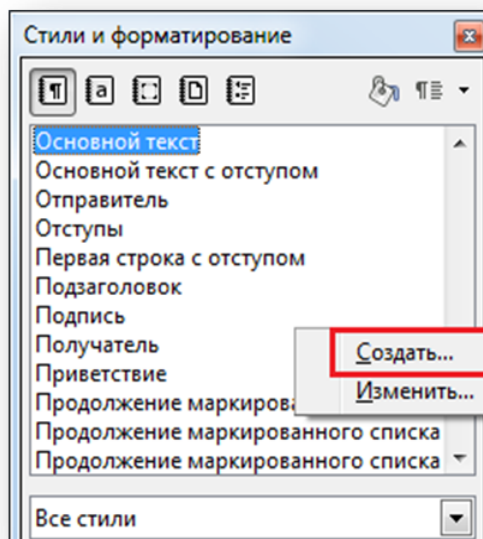 Стили и форматирование
Основной текст
Основной текст с отступом
Отправитель
Отступы
Первая строка с отступом
Подзаголовок
Подпись
Получатель
Создать...
Приветствие
Изменить...
Продолжение маркирова
Продолжение маркированного списка
Продолжение маркированного списка
Все стили